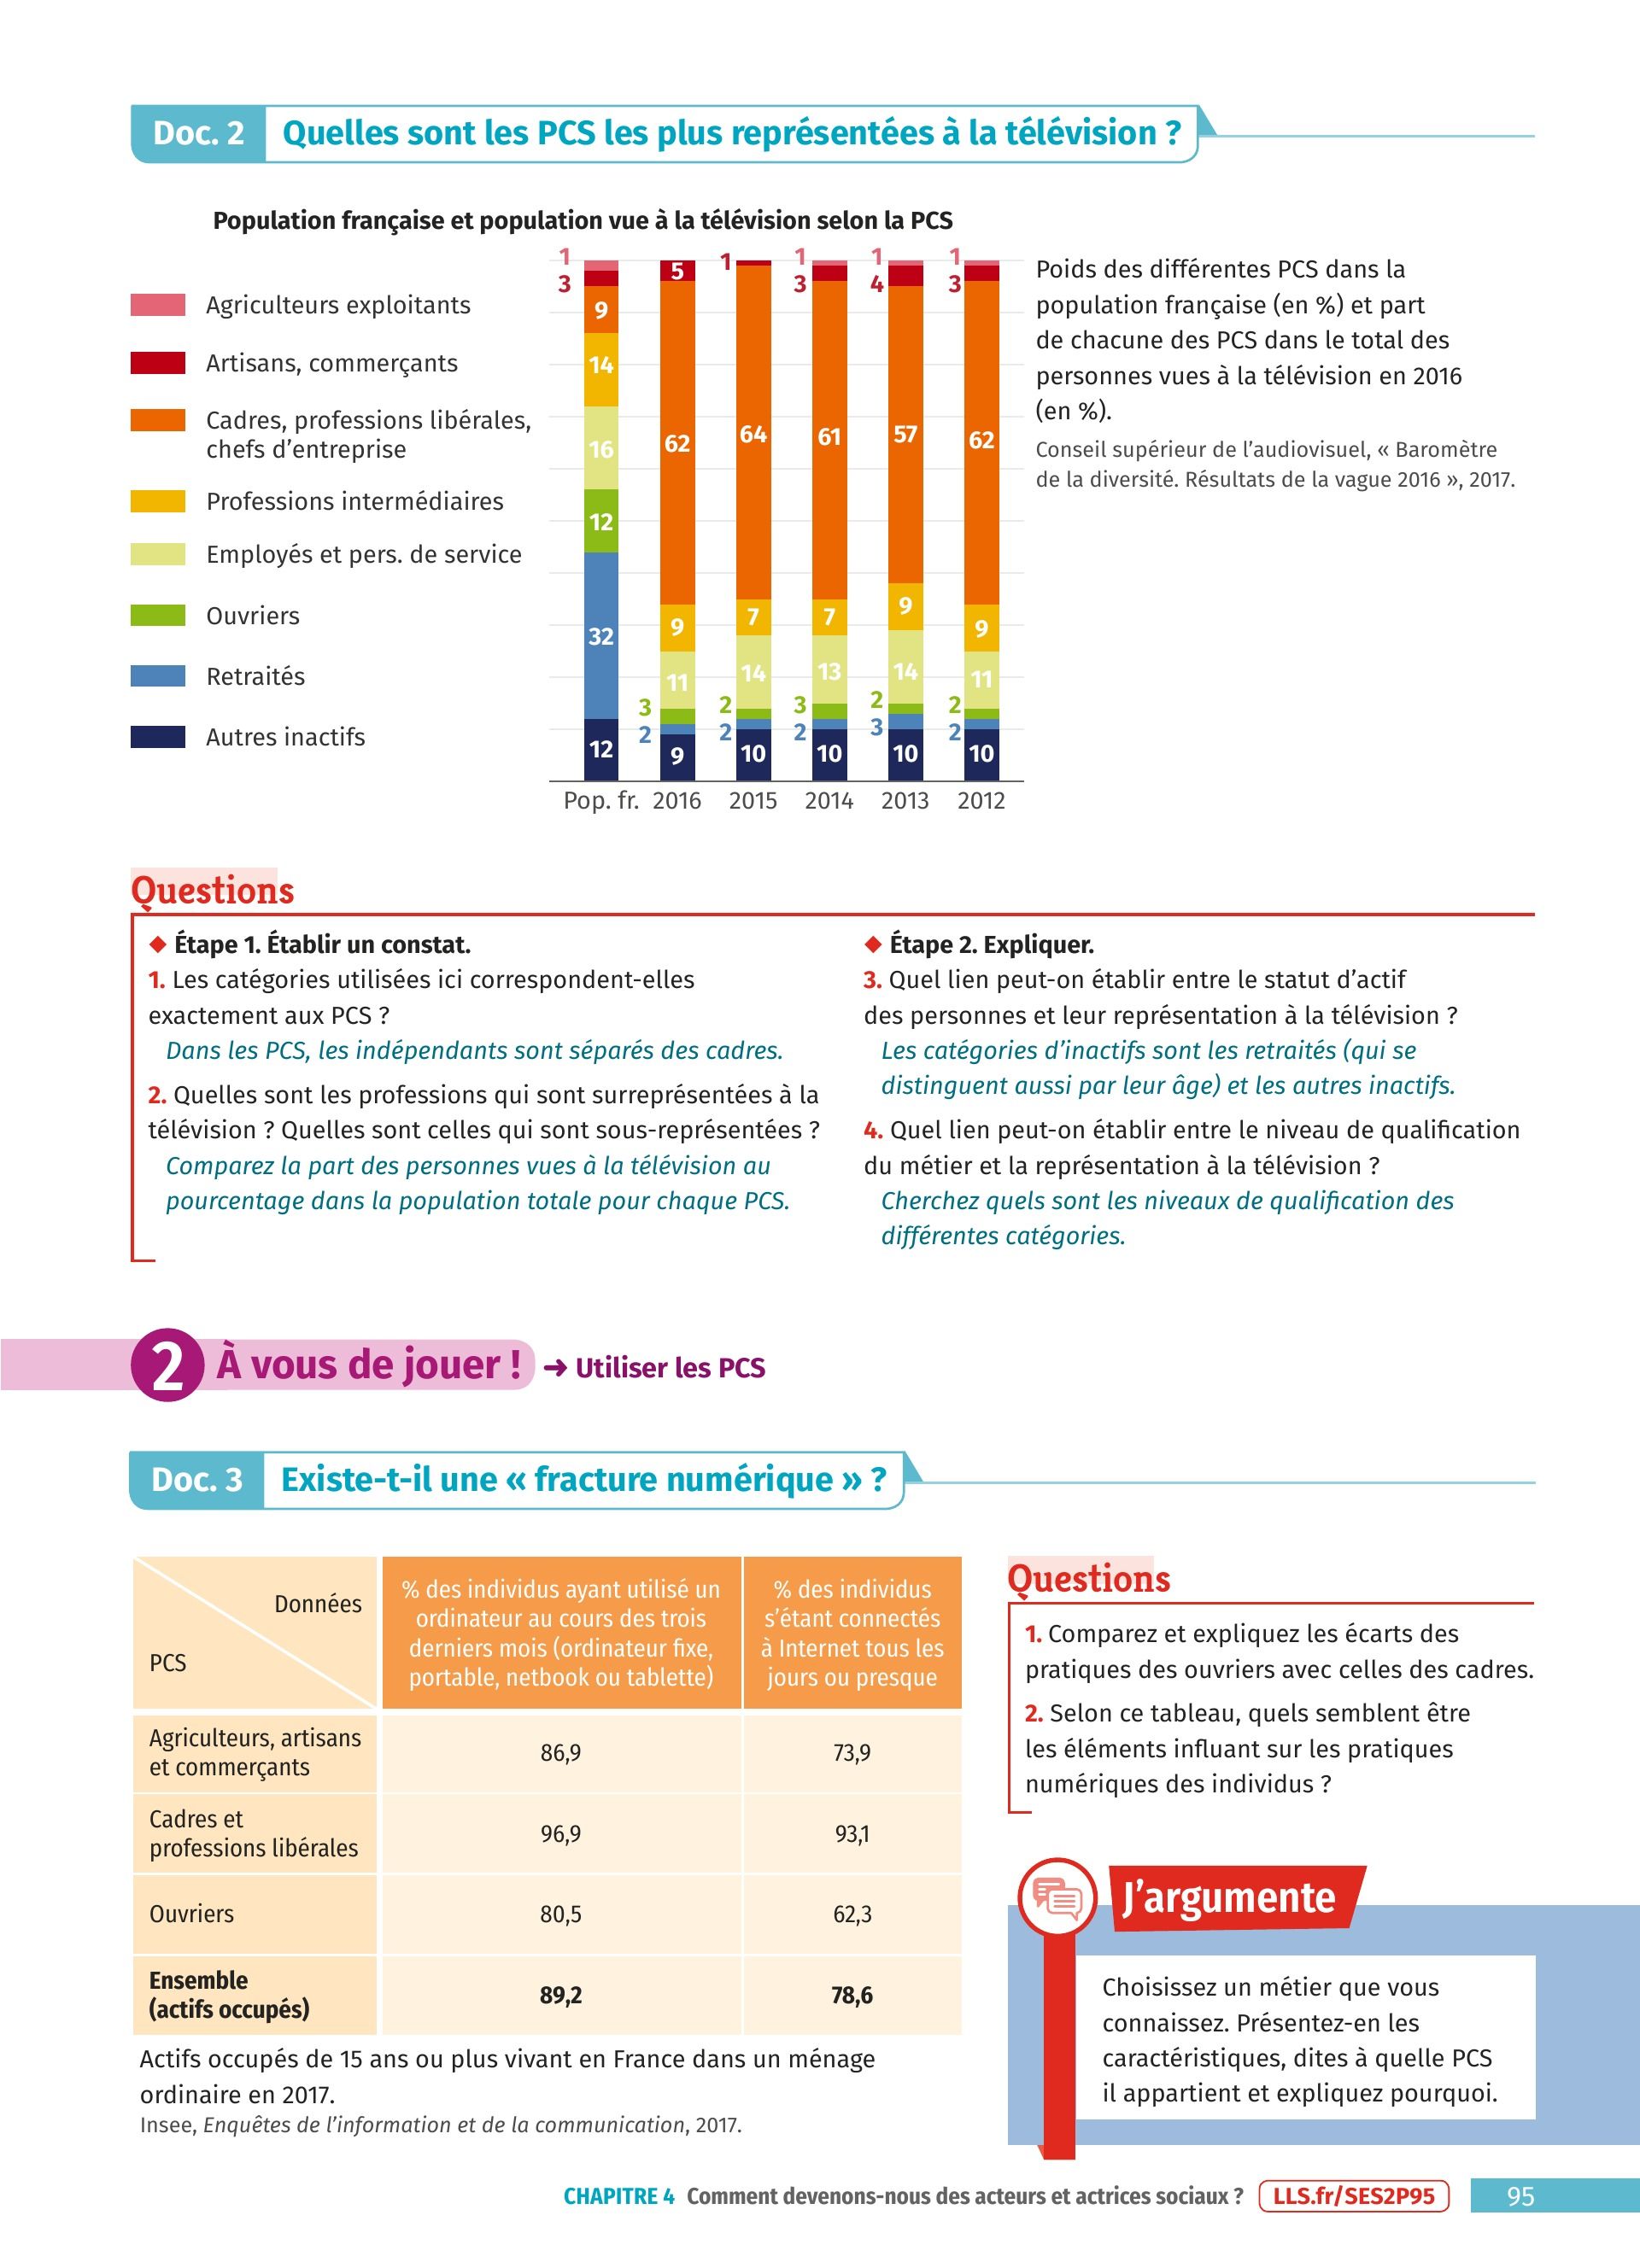 Doc. 2 Quelles sont les PCS les plus représentées à la télévision ?
Population française et population vue à la télévision selon la PCS
Agriculteurs exploitants
Artisans, commerçants
Cadres, professions libérales,
chefs d’entreprise
Professions intermédiaires
Employés et pers. de service
Ouvriers
Retraités
Autres inactifs
1
3
9
14
16
12
32
12
5
62
9
11
3
2
9
1
64
7
14
2
2
10
1
3
61
7
13
3
2
10
1
4
57
9
14
2
3
10
1
3
62
9
11
2
2
10
Pop. fr. 2016 2015 2014 2013 2012
Poids des différentes PCS dans la
population française (en %) et part
de chacune des PCS dans le total des
personnes vues à la télévision en 2016
(en %).
Conseil supérieur de l’audiovisuel, « Baromètre
de la diversité. Résultats de la vague 2016 », 2017.
Questions
◆ Étape 1. Établir un constat.
1. Les catégories utilisées ici correspondent-elles
exactement aux PCS ?
Dans les PCS, les indépendants sont séparés des cadres.
2. Quelles sont les professions qui sont surreprésentées à la
télévision ? Quelles sont celles qui sont sous-représentées ?
Comparez la part des personnes vues à la télévision au
pourcentage dans la population totale pour chaque PCS.
◆ Étape 2. Expliquer.
3. Quel lien peut-on établir entre le statut d’actif
des personnes et leur représentation à la télévision ?
Les catégories d’inactifs sont les retraités (qui se
distinguent aussi par leur âge) et les autres inactifs.
4. Quel lien peut-on établir entre le niveau de qualification
du métier et la représentation à la télévision ?
Cherchez quels sont les niveaux de qualification des
différentes catégories.
2 À vous de jouer ! ➜ Utiliser les PCS
Doc. 3 Existe-t-il une « fracture numérique » ?
Données
PCS
% des individus ayant utilisé un
ordinateur au cours des trois
derniers mois (ordinateur fixe,
portable, netbook ou tablette)
% des individus
s’étant connectés
à Internet tous les
jours ou presque
Agriculteurs, artisans
et commerçants
86,9
73,9
Cadres et
professions libérales
96,9
93,1
Ouvriers
80,5
62,3
Ensemble
(actifs occupés)
89,2
78,6
Actifs occupés de 15 ans ou plus vivant en France dans un ménage
ordinaire en 2017.
Insee, Enquêtes de l’information et de la communication, 2017.
Questions
1. Comparez et expliquez les écarts des
pratiques des ouvriers avec celles des cadres.
2. Selon ce tableau, quels semblent être
les éléments influant sur les pratiques
numériques des individus ?
J’argumente
Choisissez un métier que vous
connaissez. Présentez-en les
caractéristiques, dites à quelle PCS
il appartient et expliquez pourquoi.
CHAPITRE 4 Comment devenons-nous des acteurs et actrices sociaux ? LLS.fr/SES2P95 95